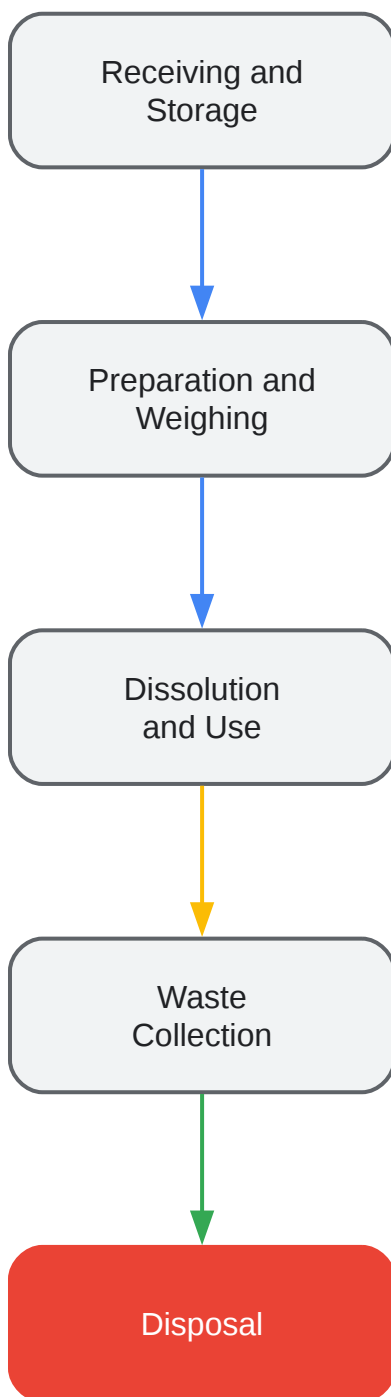 Receiving and
Storage
Preparation and
Weighing
Dissolution
and Use
Waste
Collection
Disposal